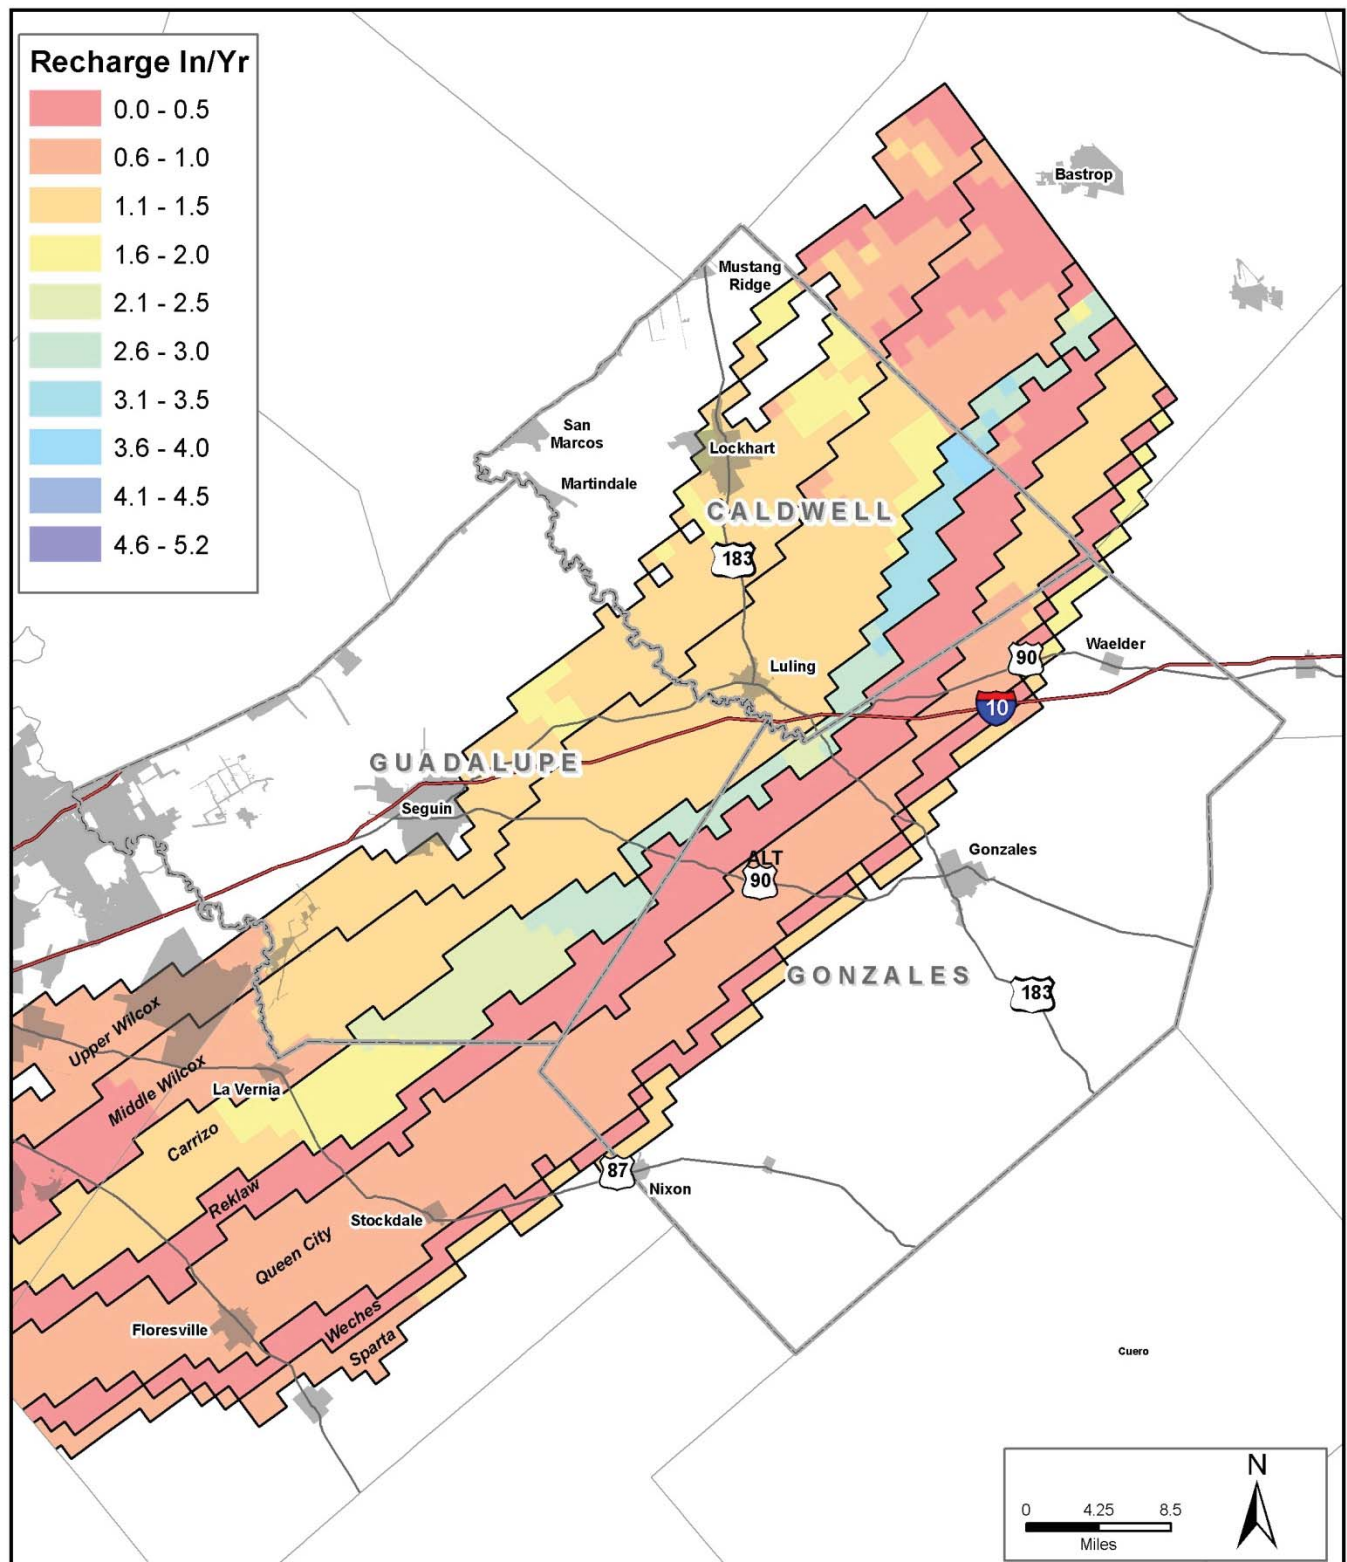 Recharge In/Yr
0.0 - 0.5
0.6 - 1.0
1.1 - 1.5
1.6 - 2.0
2.1 - 2.5
2.6 - 3.0
3.1 - 3.5
3.6 - 4.0
4.1 - 4.5
4.6 - 5.2
Bastrop
Mustang
Ridge
San
Marcos
Lockhart
Martindale
CALDWELL
183
Waelder
90
Luling
10
GUADALUPE
Seguin
ALT
90
Gonzales
GONZALES
183
Upper Wilcox
Middle Wilcox
La Vernia
Carrizo
87
Nixon
Reklaw
Stockdale
Queen City
Floresville
Weches
Sparta
Cuero
N
0 4.25 8.5
Miles